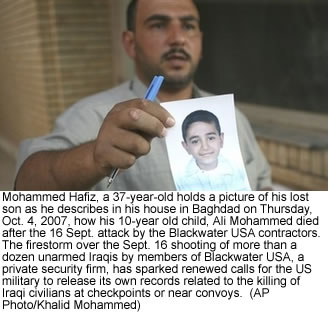 Mohammed Hafiz, a 37-year-old holds a picture of his lost
son as he describes in his house in Baghdad on Thursday,
Oct. 4, 2007, how his 10-year old child, Ali Mohammed died
after the 16 Sept. attack by the Blackwater USA contractors.
The firestorm over the Sept. 16 shooting of more than a
dozen unarmed Iraqis by members of Blackwater USA, a
private security firm, has sparked renewed calls for the US
military to release its own records related to the killing of
Iraqi civilians at checkpoints or near convoys.  (AP
Photo/Khalid Mohammed)